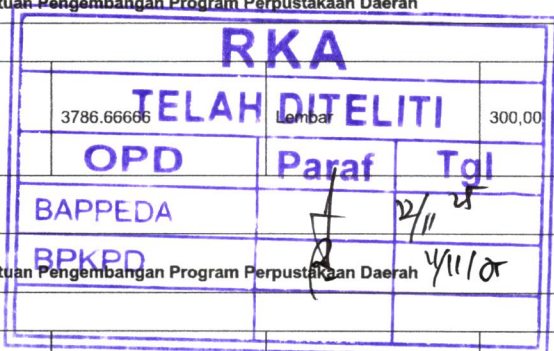 tuan Pengembangan Program Perpustakaan Daerah
RKA
TELAH DITELITI
3786.66666 Lembar 300,00
OPD Paraf Tgl
BAPPEDA 22/11 25
BPKPD 4/11/25
tuan Pengembangan Program Perpustakaan Daerah